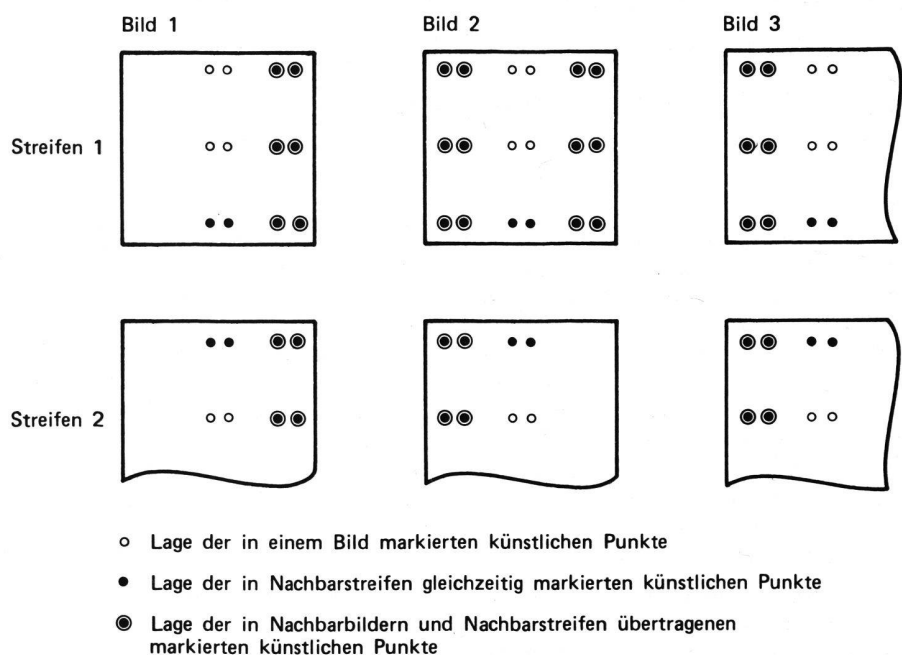 Bild 1
Bild 2
Bild 3
Streifen 1
Streifen 2
Lage der in einem Bild markierten künstlichen Punkte
Lage der in Nachbarstreifen gleichzeitig markierten künstlichen Punkte
Lage der in Nachbarbildern und Nachbarstreifen übertragenen
markierten künstlichen Punkte